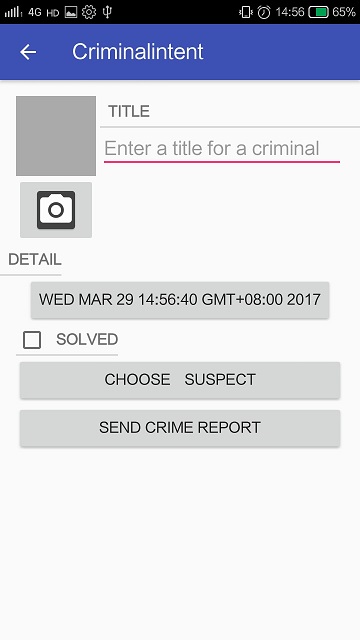 4G HD 14:56 65%
Criminalintent
TITLE
Enter a title for a criminal
DETAIL
WED MAR 29 14:56:40 GMT+08:00 2017
SOLVED
CHOOSE SUSPECT
SEND CRIME REPORT